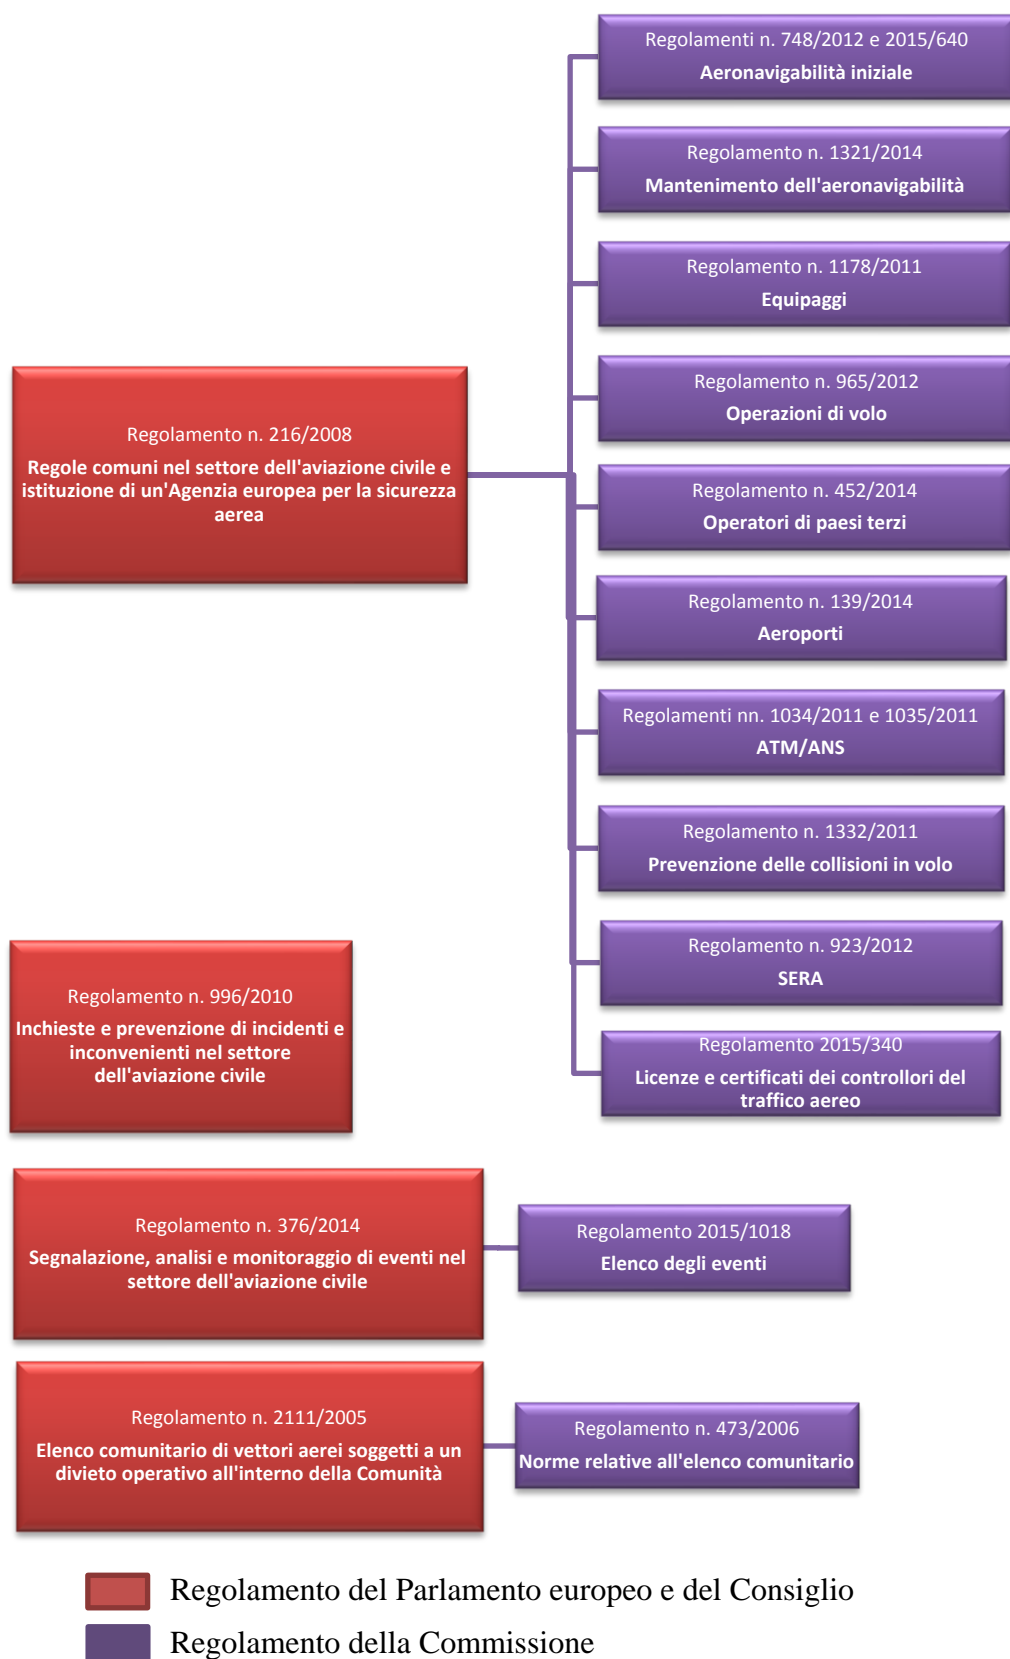 Regolamenti n. 748/2012 e 2015/640
Aeronavigabilità iniziale
Regolamento n. 1321/2014
Mantenimento dell'aeronavigabilità
Regolamento n. 1178/2011
Equipaggi
Regolamento n. 965/2012
Operazioni di volo
Regolamento n. 216/2008
Regole comuni nel settore dell'aviazione civile e
istituzione di un'Agenzia europea per la sicurezza
aerea
Regolamento n. 452/2014
Operatori di paesi terzi
Regolamento n. 139/2014
Aeroporti
Regolamenti nn. 1034/2011 e 1035/2011
ATM/ANS
Regolamento n. 1332/2011
Prevenzione delle collisioni in volo
Regolamento n. 923/2012
SERA
Regolamento n. 996/2010
Inchieste e prevenzione di incidenti e
inconvenienti nel settore
dell'aviazione civile
Regolamento 2015/340
Licenze e certificati dei controllori del
traffico aereo
Regolamento n. 376/2014
Segnalazione, analisi e monitoraggio di eventi nel
settore dell'aviazione civile
Regolamento 2015/1018
Elenco degli eventi
Regolamento n. 2111/2005
Elenco comunitario di vettori aerei soggetti a un
divieto operativo all'interno della Comunità
Regolamento n. 473/2006
Norme relative all'elenco comunitario
Regolamento del Parlamento europeo e del Consiglio
Regolamento della Commissione